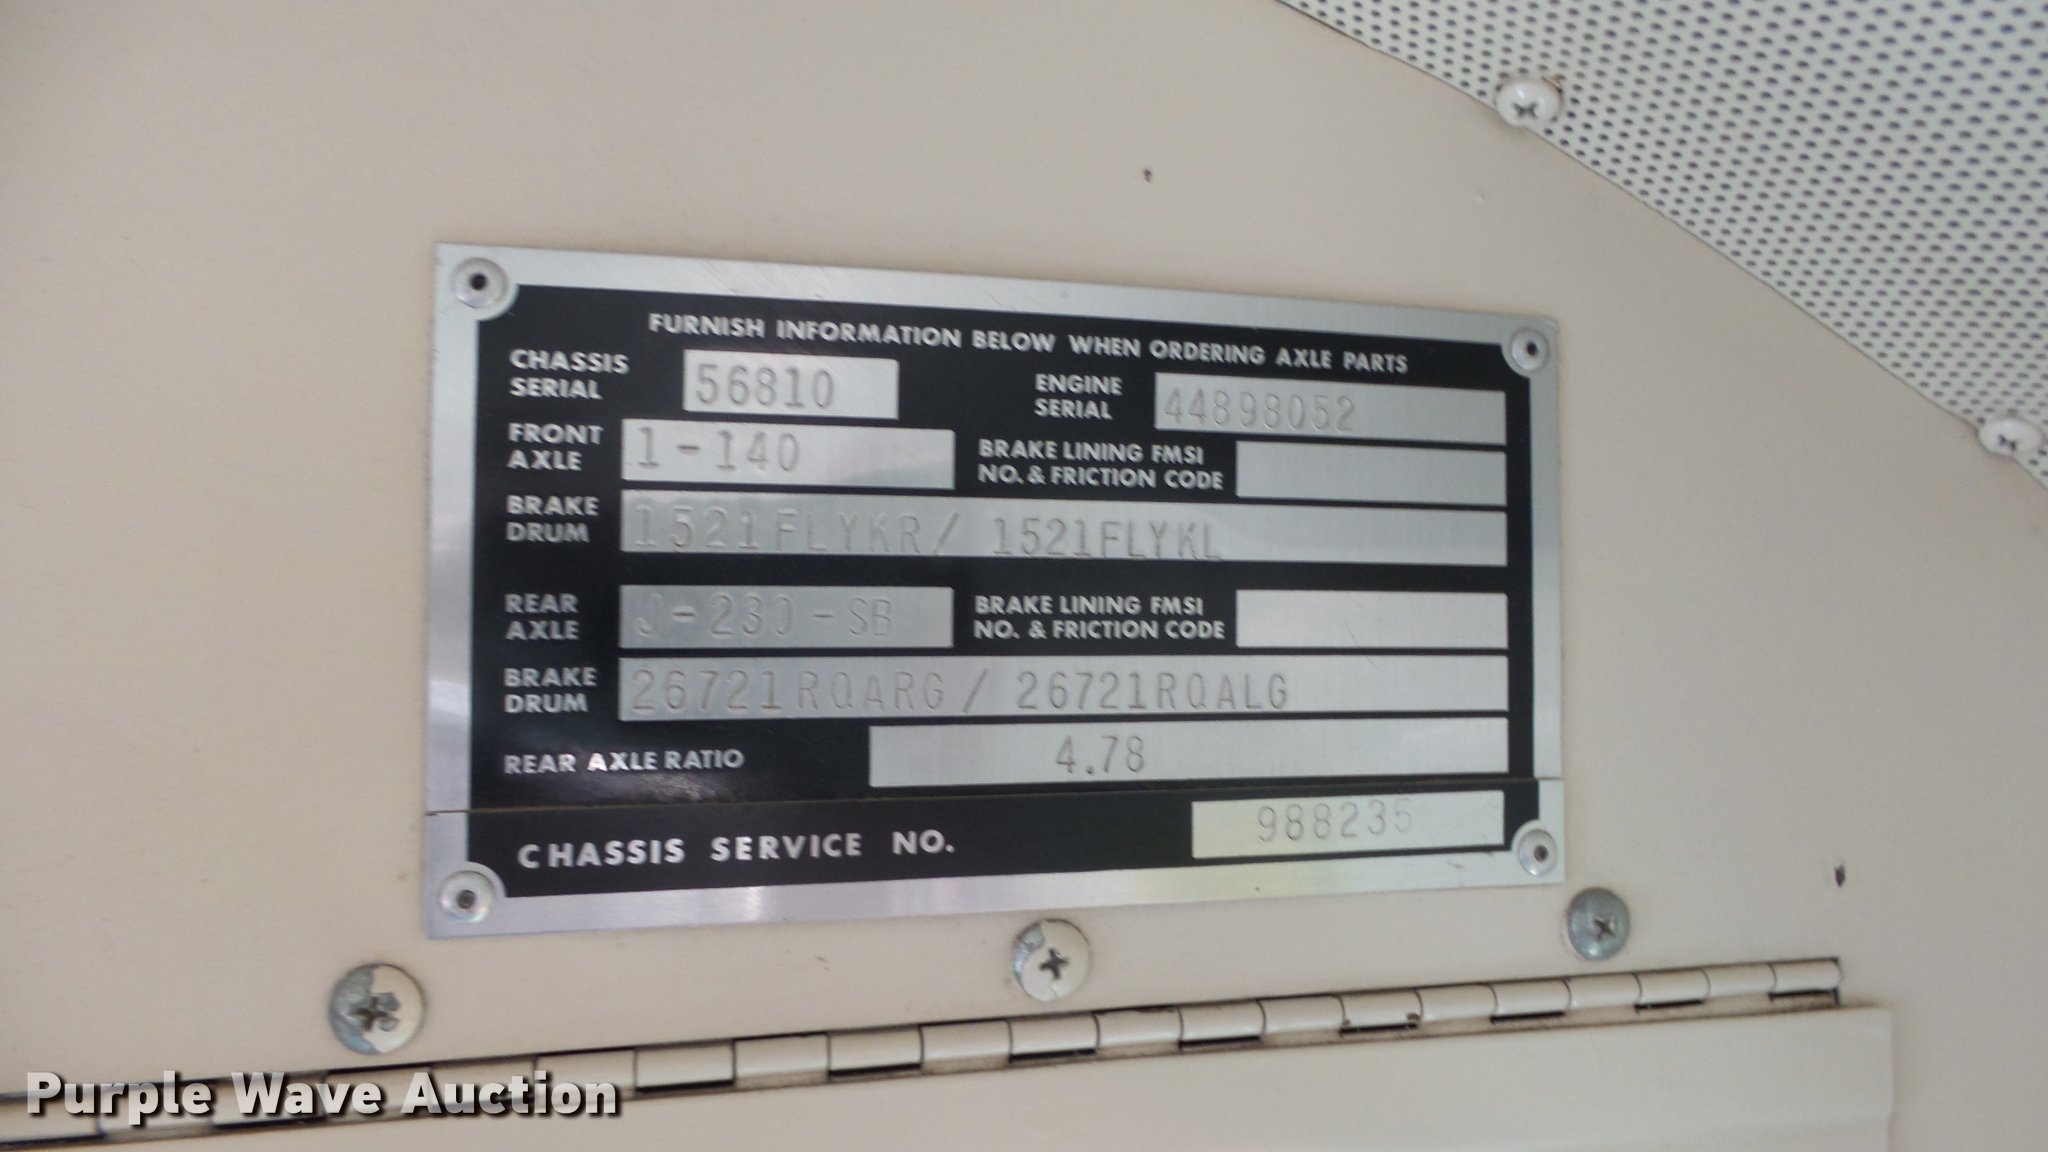 FURNISH INFORMATION BELOW WHEN ORDERING AXLE PARTS
CHASSIS SERIAL 56810 ENGINE SERIAL 44898052
FRONT AXLE 1-140 BRAKE LINING FMSI NO. & FRICTION CODE
BRAKE DRUM 1521FLYKR/ 1521FLYKL
REAR AXLE J-230-SB BRAKE LINING FMSI NO. & FRICTION CODE
BRAKE DRUM 26721RQARG/ 26721RQALG
REAR AXLE RATIO 4.78
CHASSIS SERVICE NO. 988235
Purple Wave Auction